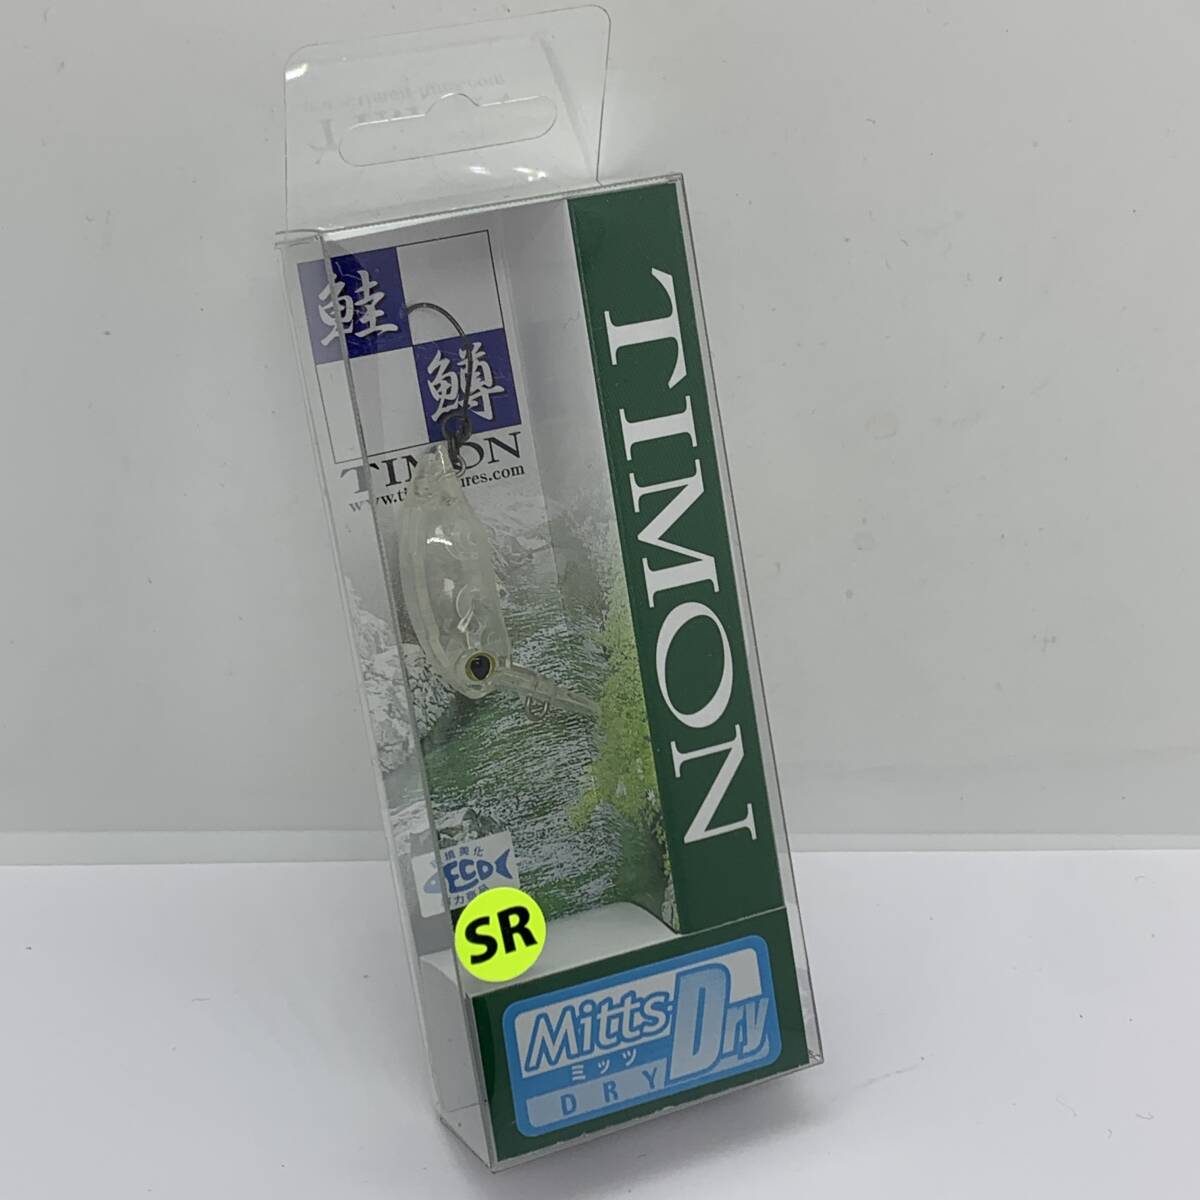 鮭
鱒
TIMON
TIMON
ECO
SR
Mitts Dry
ミッツ
DRY